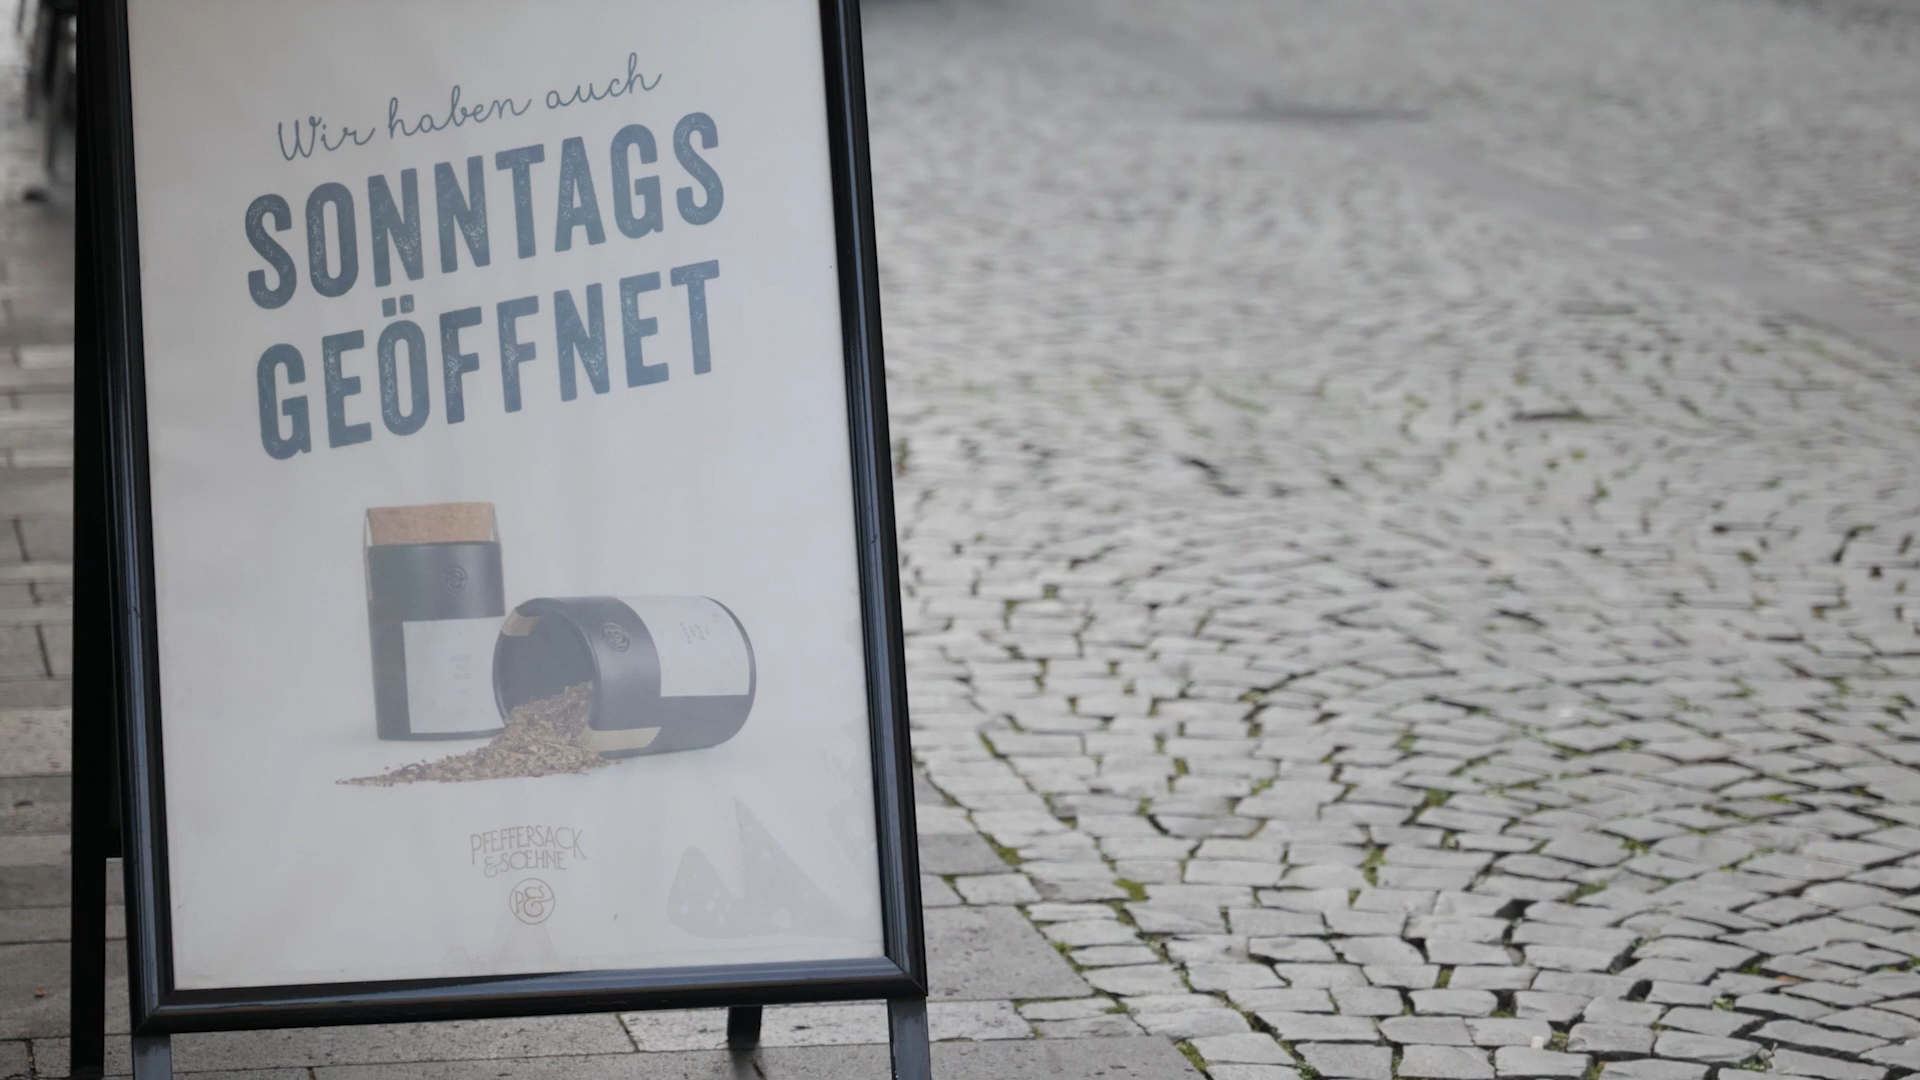 Wir haben auch
SONNTAGS
GEÖFFNET
PFEFFERSACK
& SOEHNE
P&S